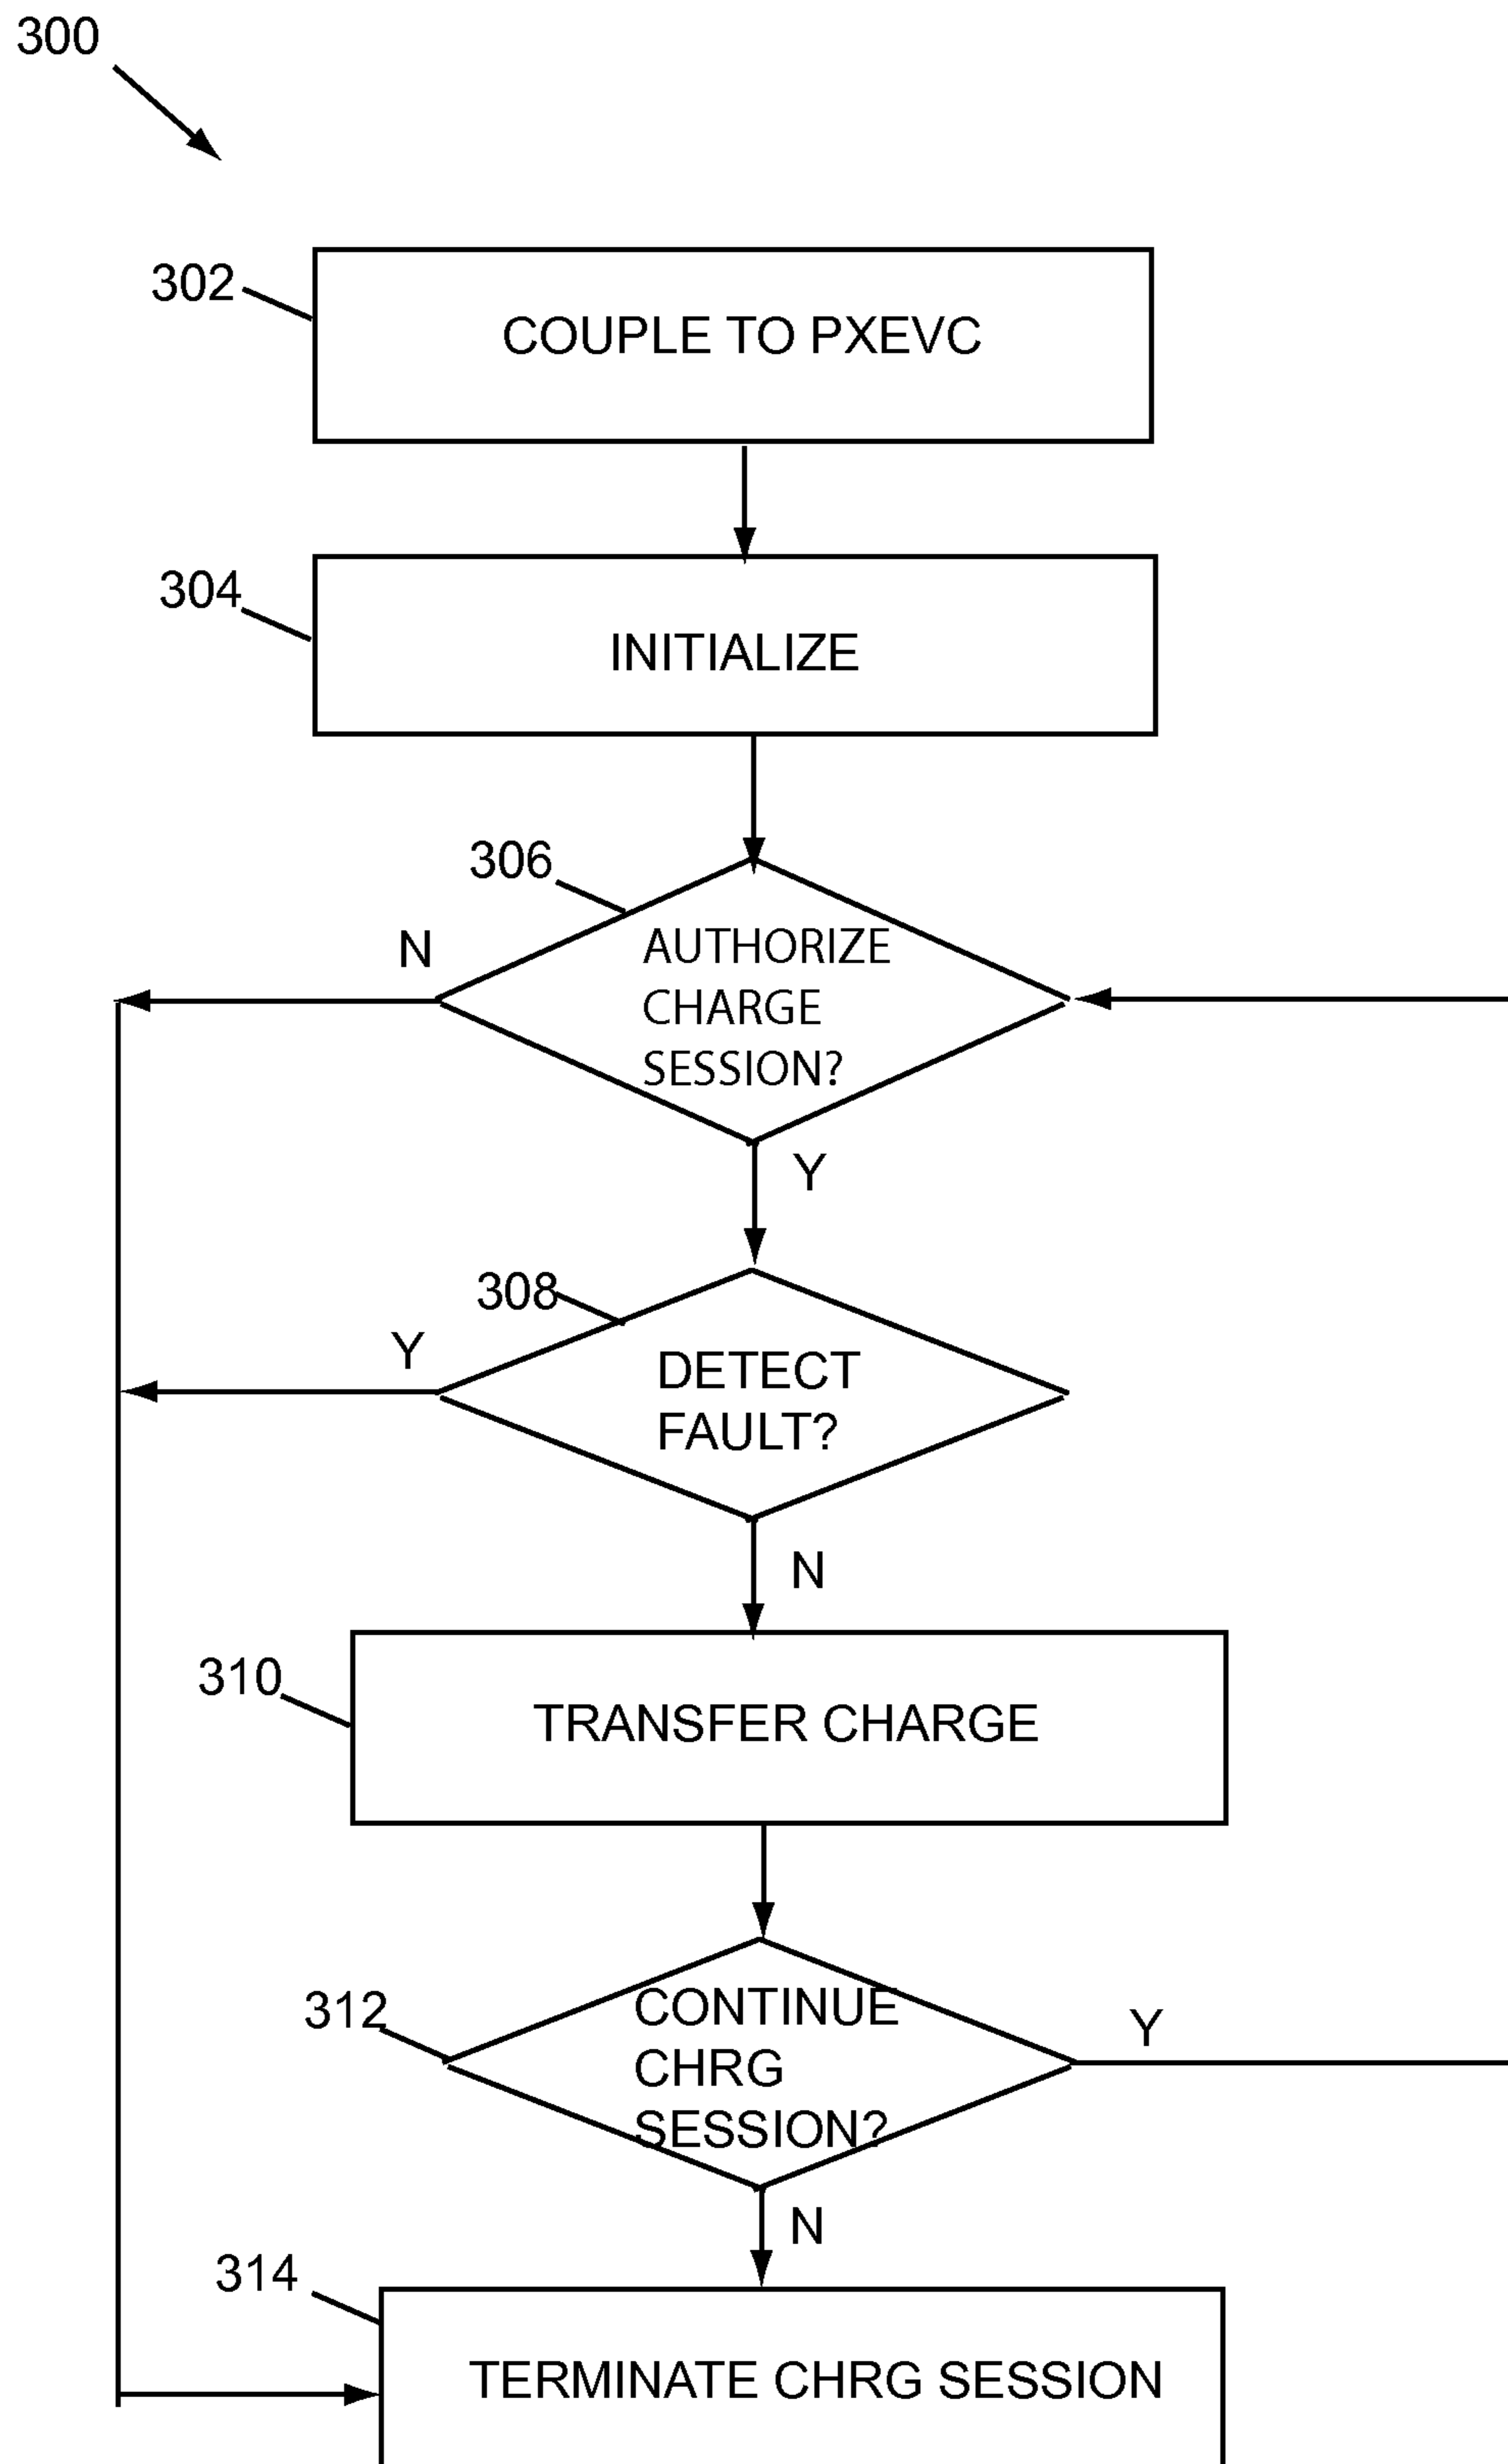 300
302
COUPLE TO PXEVC
304
INITIALIZE
306
N
AUTHORIZE
CHARGE
SESSION?
Y
308
Y
DETECT
FAULT?
N
310
TRANSFER CHARGE
312
CONTINUE
CHRG
SESSION?
Y
N
314
TERMINATE CHRG SESSION